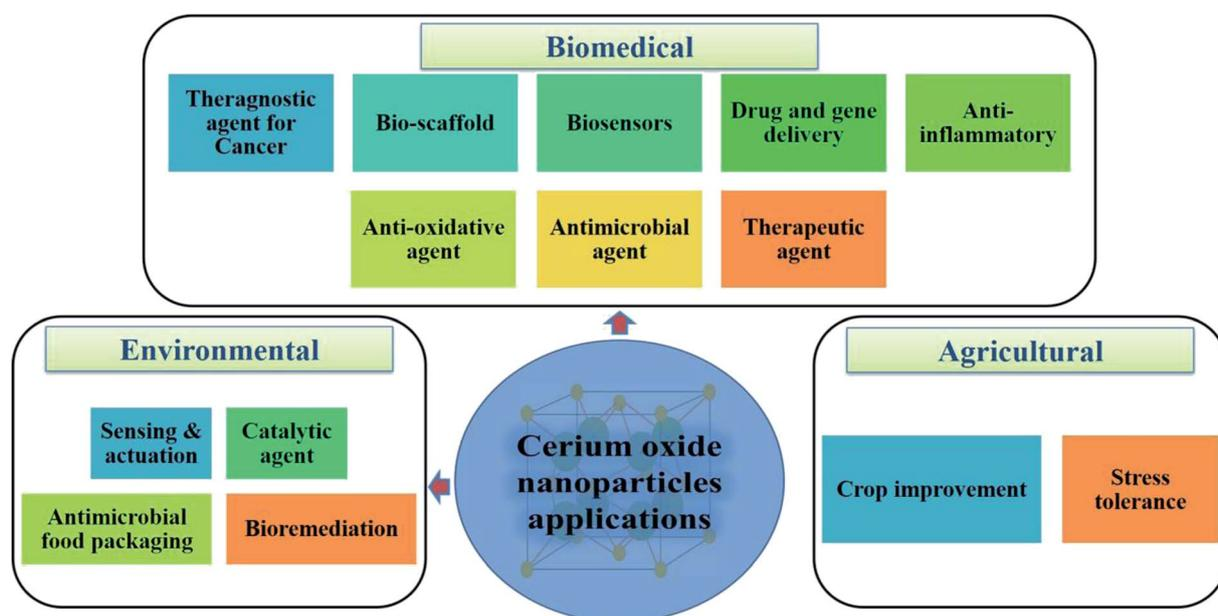 Biomedical
Theragnostic
agent for
Cancer
Bio-scaffold
Biosensors
Drug and gene
delivery
Anti-
inflammatory
Anti-oxidative
agent
Antimicrobial
agent
Therapeutic
agent
Environmental
Sensing &
actuation
Catalytic
agent
Antimicrobial
food packaging
Bioremediation
Cerium oxide
nanoparticles
applications
Agricultural
Crop improvement
Stress
tolerance